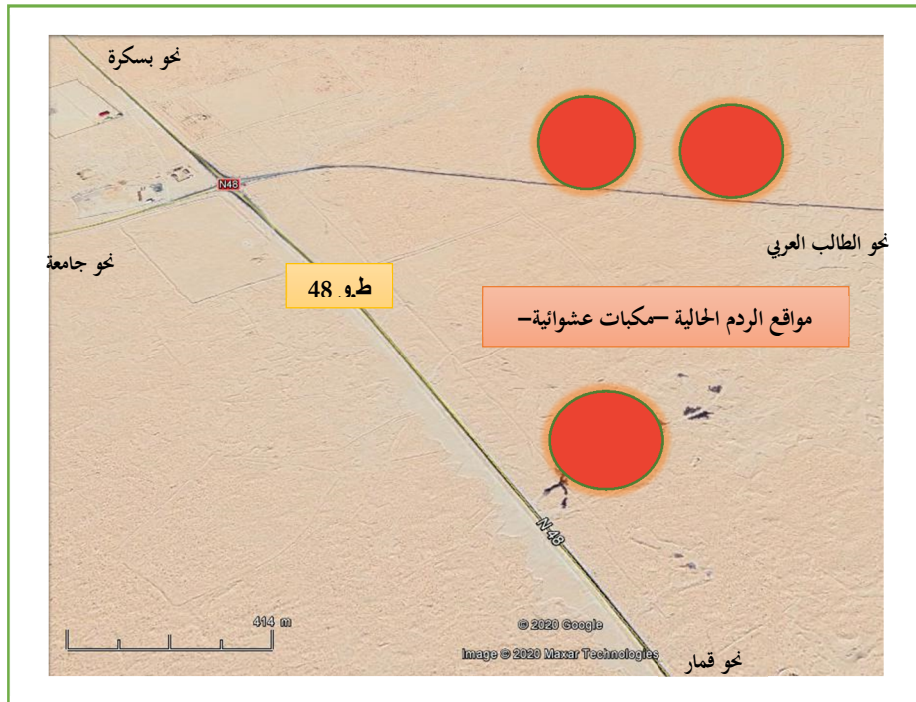 نحو بسكرة
N48
نحو الطالب العربي
نحو جامعة
ط.و 48
مواقع الردم الحالية –مكبات عشوائية–
N 48
414 m
© 2020 Google
Image © 2020 Maxar Technologies
نحو قمار